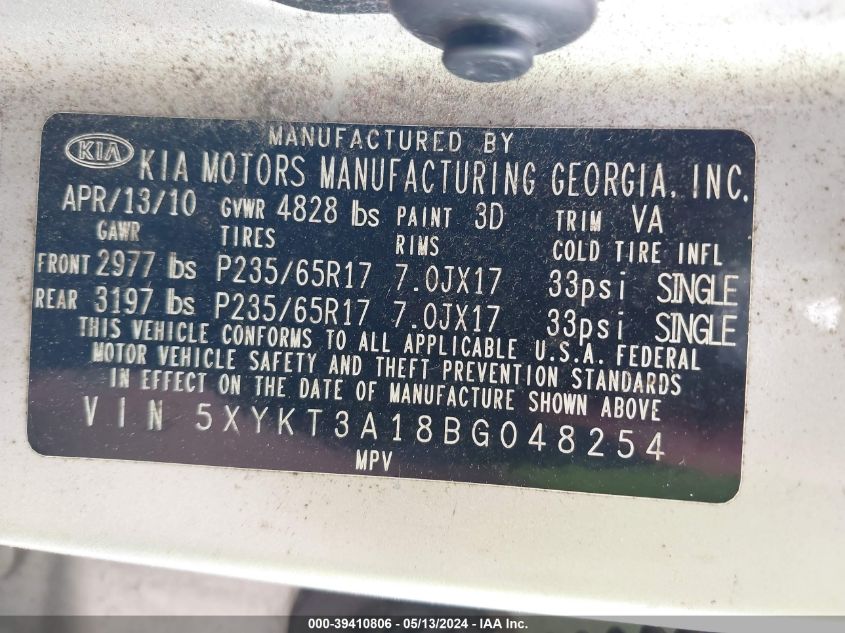 MANUFACTURED BY
KIA KIA MOTORS MANUFACTURING GEORGIA, INC.
APR/13/10 GVWR 4828 lbs PAINT 3D TRIM VA
GAWR TIRES RIMS COLD TIRE INFL
FRONT 2977 lbs P235/65R17 7.0JX17 33psi SINGLE
REAR 3197 lbs P235/65R17 7.0JX17 33psi SINGLE
THIS VEHICLE CONFORMS TO ALL APPLICABLE U.S.A. FEDERAL
MOTOR VEHICLE SAFETY AND THEFT PREVENTION STANDARDS
IN EFFECT ON THE DATE OF MANUFACTURE SHOWN ABOVE
VIN 5XYKT3A18BG048254
MPV
000-39410806 - 05/13/2024 - IAA Inc.